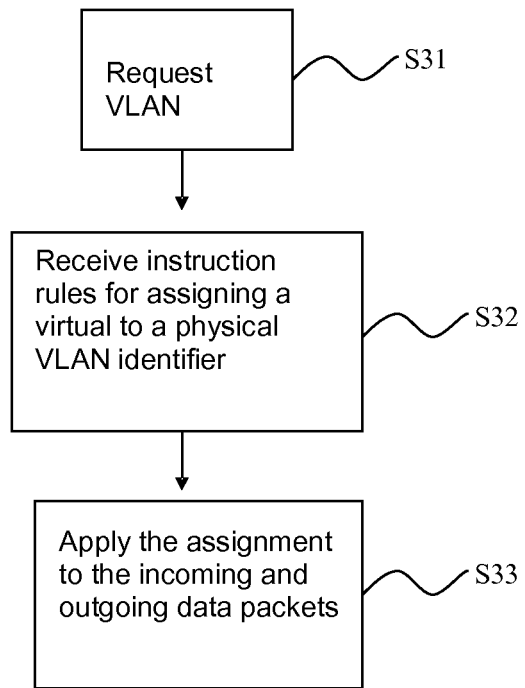 Request
VLAN
S31
Receive instruction
rules for assigning a
virtual to a physical
VLAN identifier
S32
Apply the assignment
to the incoming and
outgoing data packets
S33